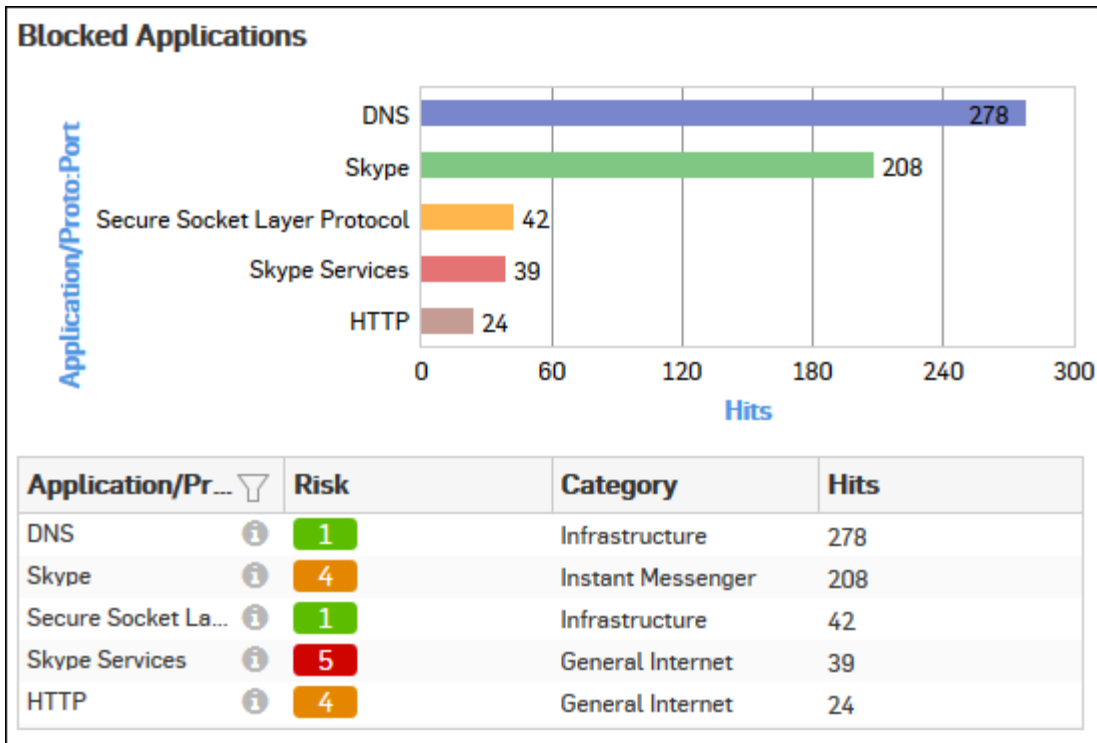 Blocked Applications
Application/Proto:Port
DNS 278
Skype 208
Secure Socket Layer Protocol 42
Skype Services 39
HTTP 24
0 60 120 180 240 300
Hits
Application/Pr... Risk Category Hits
DNS 1 Infrastructure 278
Skype 4 Instant Messenger 208
Secure Socket La... 1 Infrastructure 42
Skype Services 5 General Internet 39
HTTP 4 General Internet 24